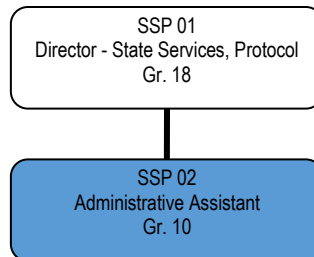 SSP 01
Director - State Services, Protocol
Gr. 18
SSP 02
Administrative Assistant
Gr. 10